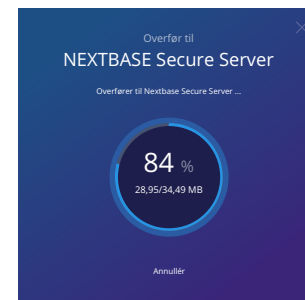 Overfør til
NEXTBASE Secure Server
Overfører til Nextbase Secure Server ...
84 %
28,95/34,49 MB
Annullér